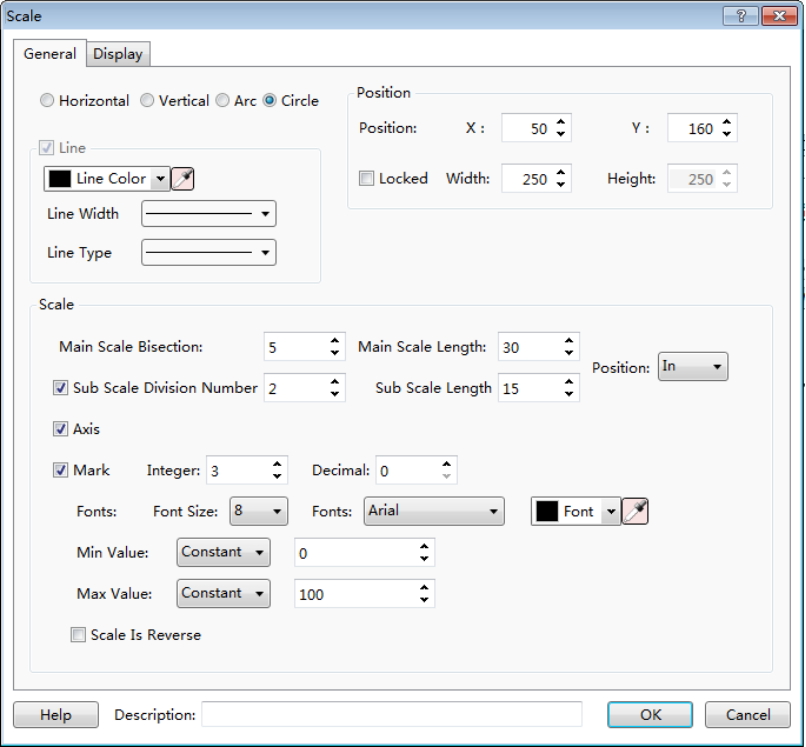 Scale
General Display
Horizontal Vertical Arc Circle
Position
Position: X : 50 Y : 160
Line
Locked Width: 250 Height: 250
Line Color
Line Width
Line Type
Scale
Main Scale Bisection: 5 Main Scale Length: 30
Position: In
Sub Scale Division Number 2 Sub Scale Length 15
Axis
Mark Integer: 3 Decimal: 0
Fonts: Font Size: 8 Fonts: Arial Font
Min Value: Constant 0
Max Value: Constant 100
Scale Is Reverse
Help Description: OK Cancel